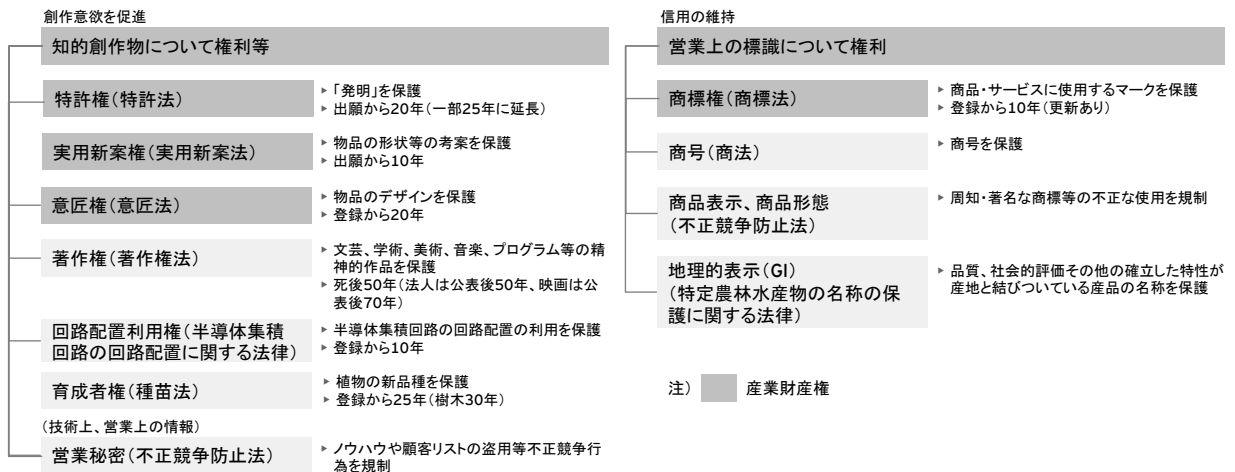 創作意欲を促進
知的創作物について権利等
特許権(特許法)
▶ 「発明」を保護
▶ 出願から20年(一部25年に延長)
実用新案権(実用新案法)
▶ 物品の形状等の考案を保護
▶ 出願から10年
意匠権(意匠法)
▶ 物品のデザインを保護
▶ 登録から20年
著作権(著作権法)
▶ 文芸、学術、美術、音楽、プログラム等の精
神的作品を保護
▶ 死後50年(法人は公表後50年、映画は公
表後70年)
回路配置利用権(半導体集積
回路の回路配置に関する法律)
▶ 半導体集積回路の回路配置の利用を保護
▶ 登録から10年
育成者権(種苗法)
▶ 植物の新品種を保護
▶ 登録から25年(樹木30年)
(技術上、営業上の情報)
営業秘密(不正競争防止法)
▶ ノウハウや顧客リストの盗用等不正競争行
為を規制
信用の維持
営業上の標識について権利
商標権(商標法)
▶ 商品・サービスに使用するマークを保護
▶ 登録から10年(更新あり)
商号(商法)
▶ 商号を保護
商品表示、商品形態
(不正競争防止法)
▶ 周知・著名な商標等の不正な使用を規制
地理的表示(GI)
(特定農林水産物の名称の保
護に関する法律)
▶ 品質、社会的評価その他の確立した特性が
産地と結びついている産品の名称を保護
注) 産業財産権